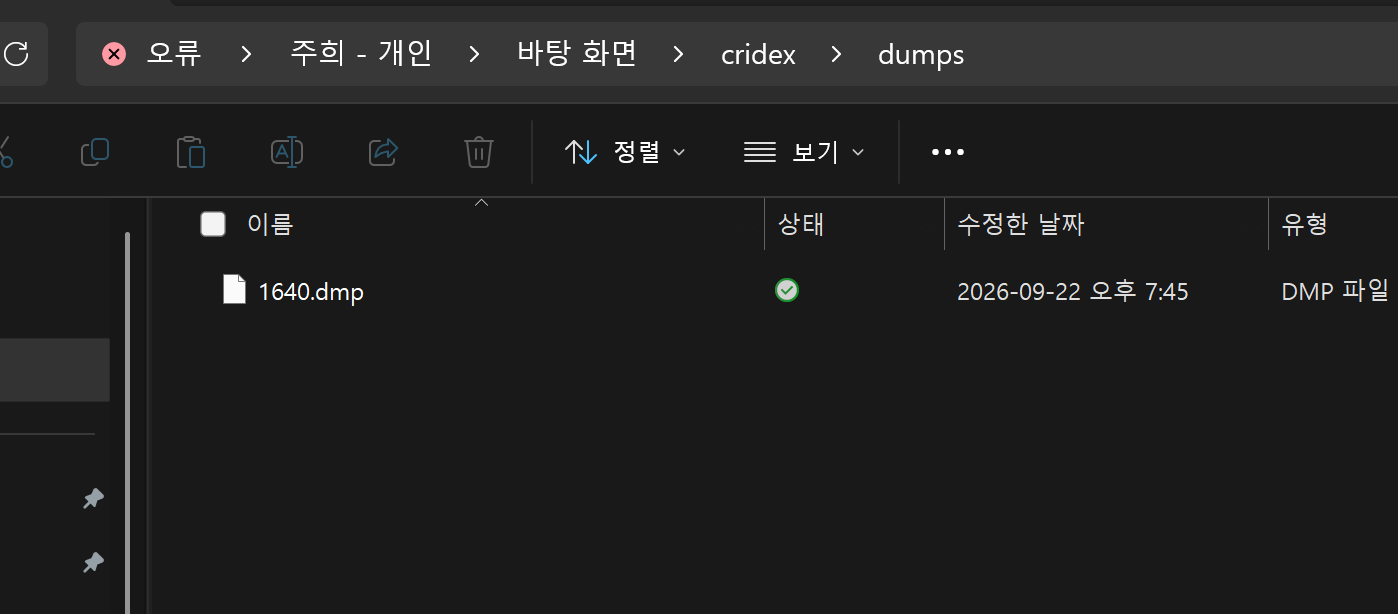 오류 > 주희 - 개인 > 바탕 화면 > cridex > dumps
정렬 보기
이름 상태 수정한 날짜 유형
1640.dmp 2026-09-22 오후 7:45 DMP 파일